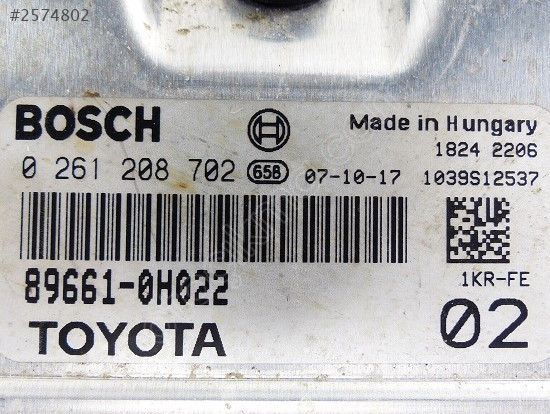 #2574802
BOSCH
Made in Hungary
1824 2206
0 261 208 702 658 07-10-17 1039S12537
89661-0H022
1KR-FE
TOYOTA
02